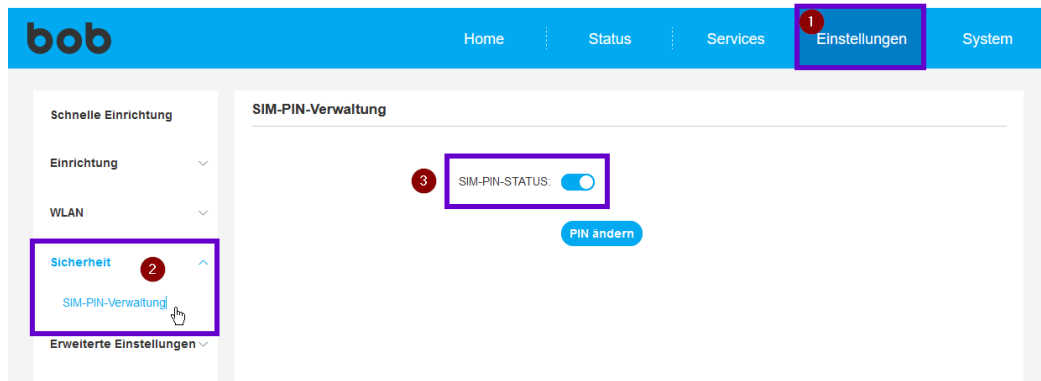 bob
Home Status Services Einstellungen System
1
Schnelle Einrichtung
Einrichtung
WLAN
Sicherheit
2
SIM-PIN-Verwaltung
Erweiterte Einstellungen
SIM-PIN-Verwaltung
3
SIM-PIN-STATUS:
PIN ändern